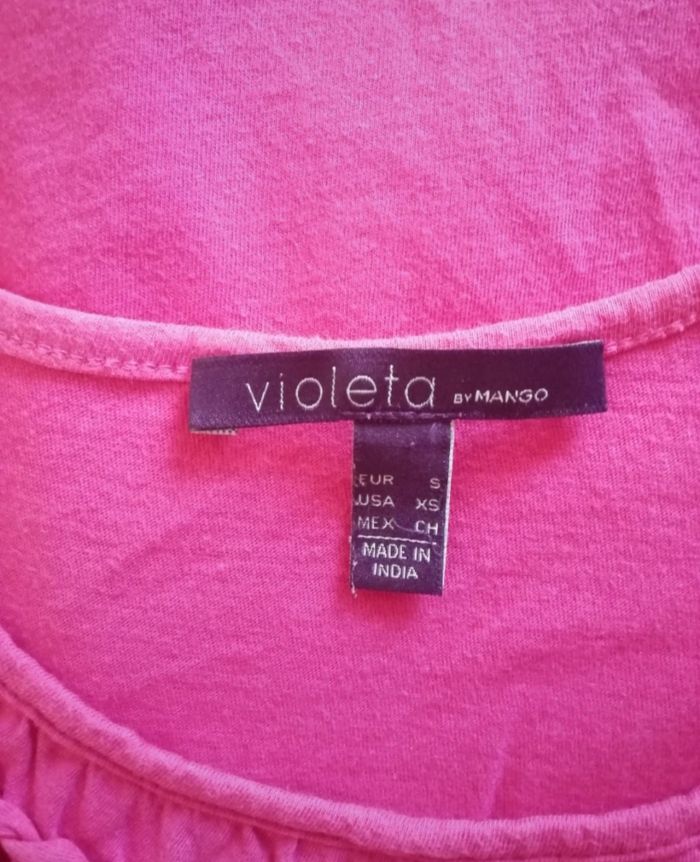 violeta BY MANGO
EUR S
USA XS
MEX CH
MADE IN
INDIA